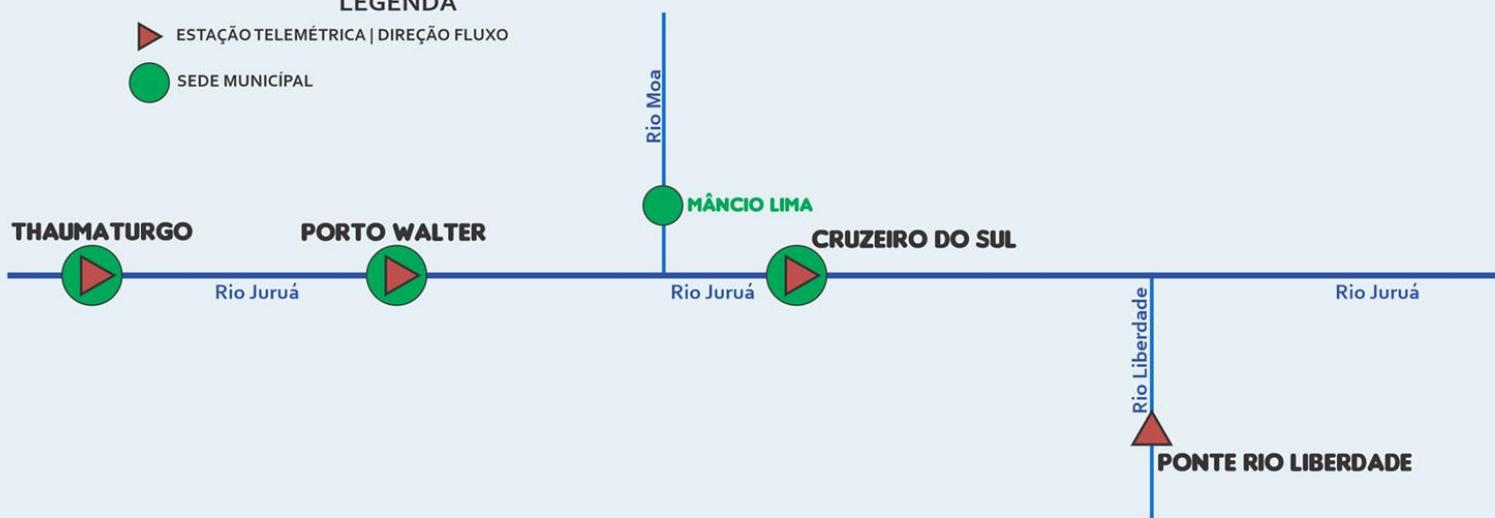 LEGENDA
ESTAÇÃO TELEMÉTRICA | DIREÇÃO FLUXO
SEDE MUNICÍPAL
Rio Moa
MÂNCIO LIMA
THAUMATURGO
PORTO WALTER
CRUZEIRO DO SUL
Rio Juruá
Rio Juruá
Rio Juruá
Rio Liberdade
PONTE RIO LIBERDADE